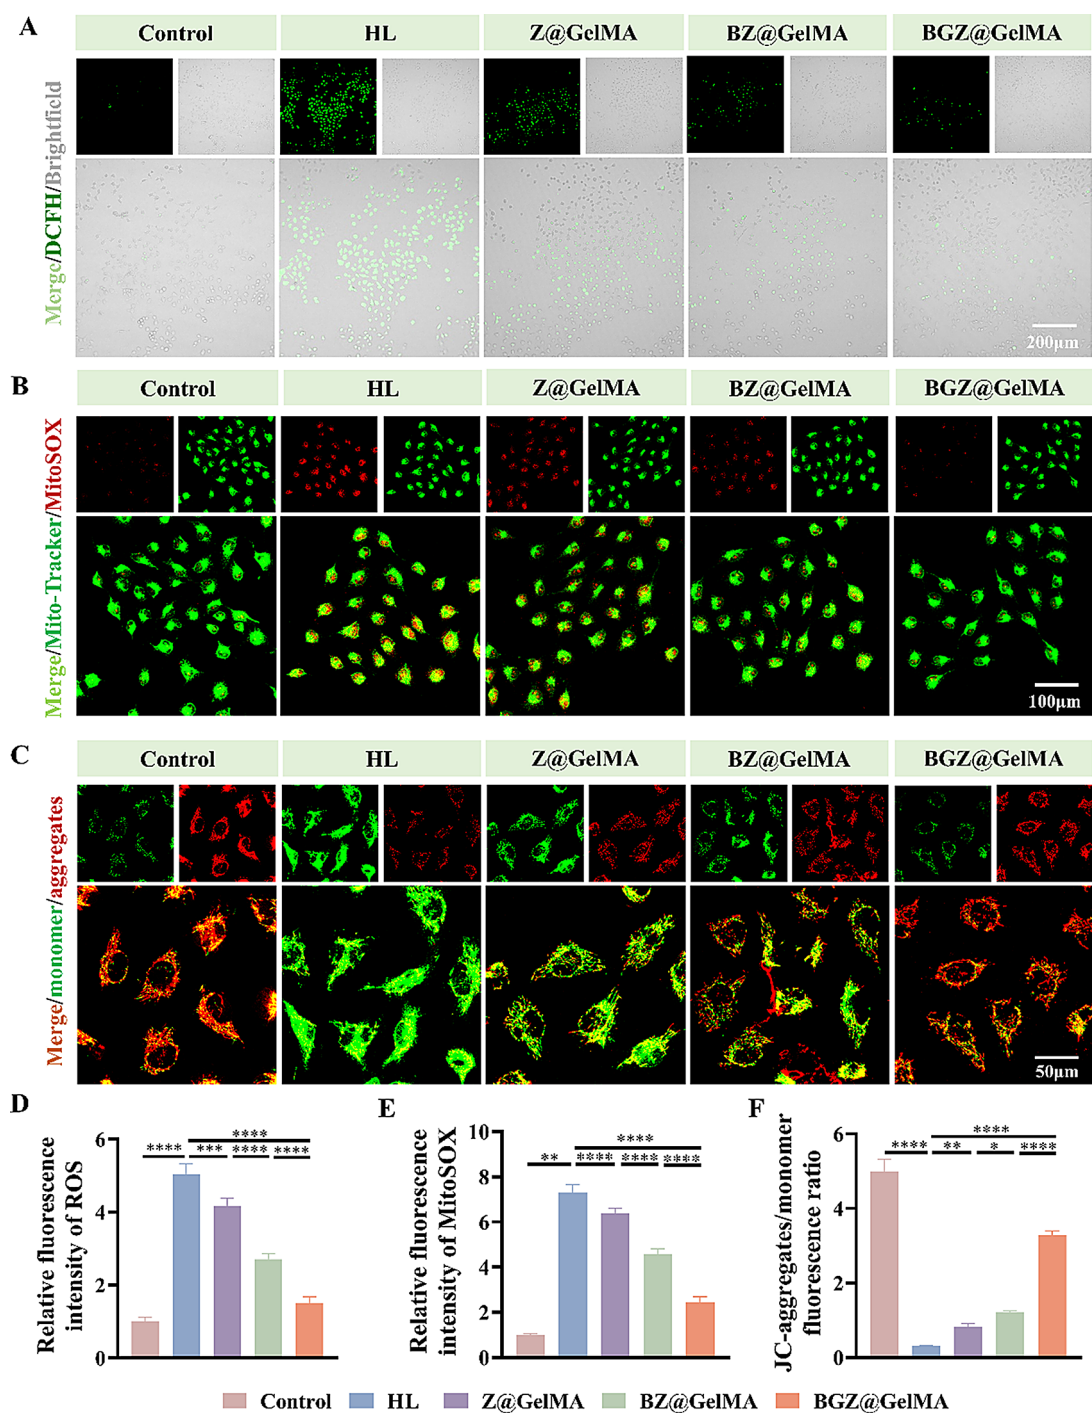 A
Control HL Z@GelMA BZ@GelMA BGZ@GelMA
Merge/DCFH/Brightfield
200μm
B
Control HL Z@GelMA BZ@GelMA BGZ@GelMA
Merge/Mito-Tracker/MitoSOX
100μm
C
Control HL Z@GelMA BZ@GelMA BGZ@GelMA
Merge/monomer/aggregates
50μm
D
Relative fluorescence
intensity of ROS
6
4
2
0
**** *** **** ****
****
E
Relative fluorescence
intensity of MitoSOX
10
8
6
4
2
0
** **** **** ****
****
F
JC-aggregates/monomer
fluorescence ratio
6
4
2
0
**** ** * ****
****
Control HL Z@GelMA BZ@GelMA BGZ@GelMA